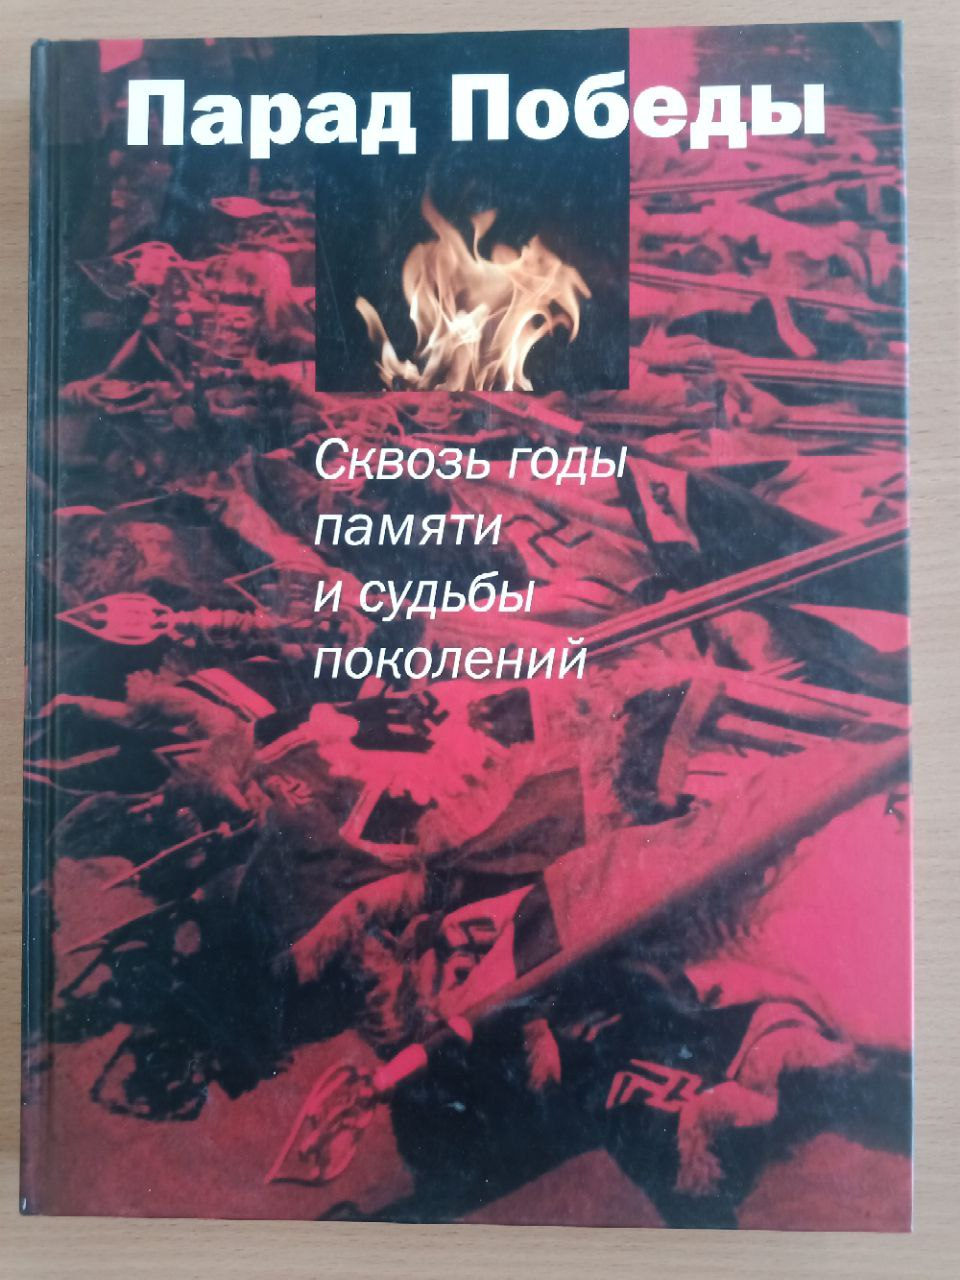 Парад Победы
Сквозь годы
памяти
и судьбы
поколений